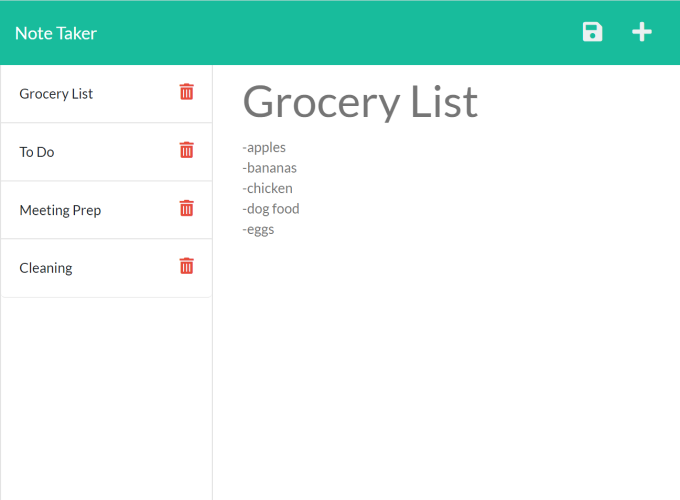 Note Taker
Grocery List
To Do
Meeting Prep
Cleaning
Grocery List
-apples
-bananas
-chicken
-dog food
-eggs